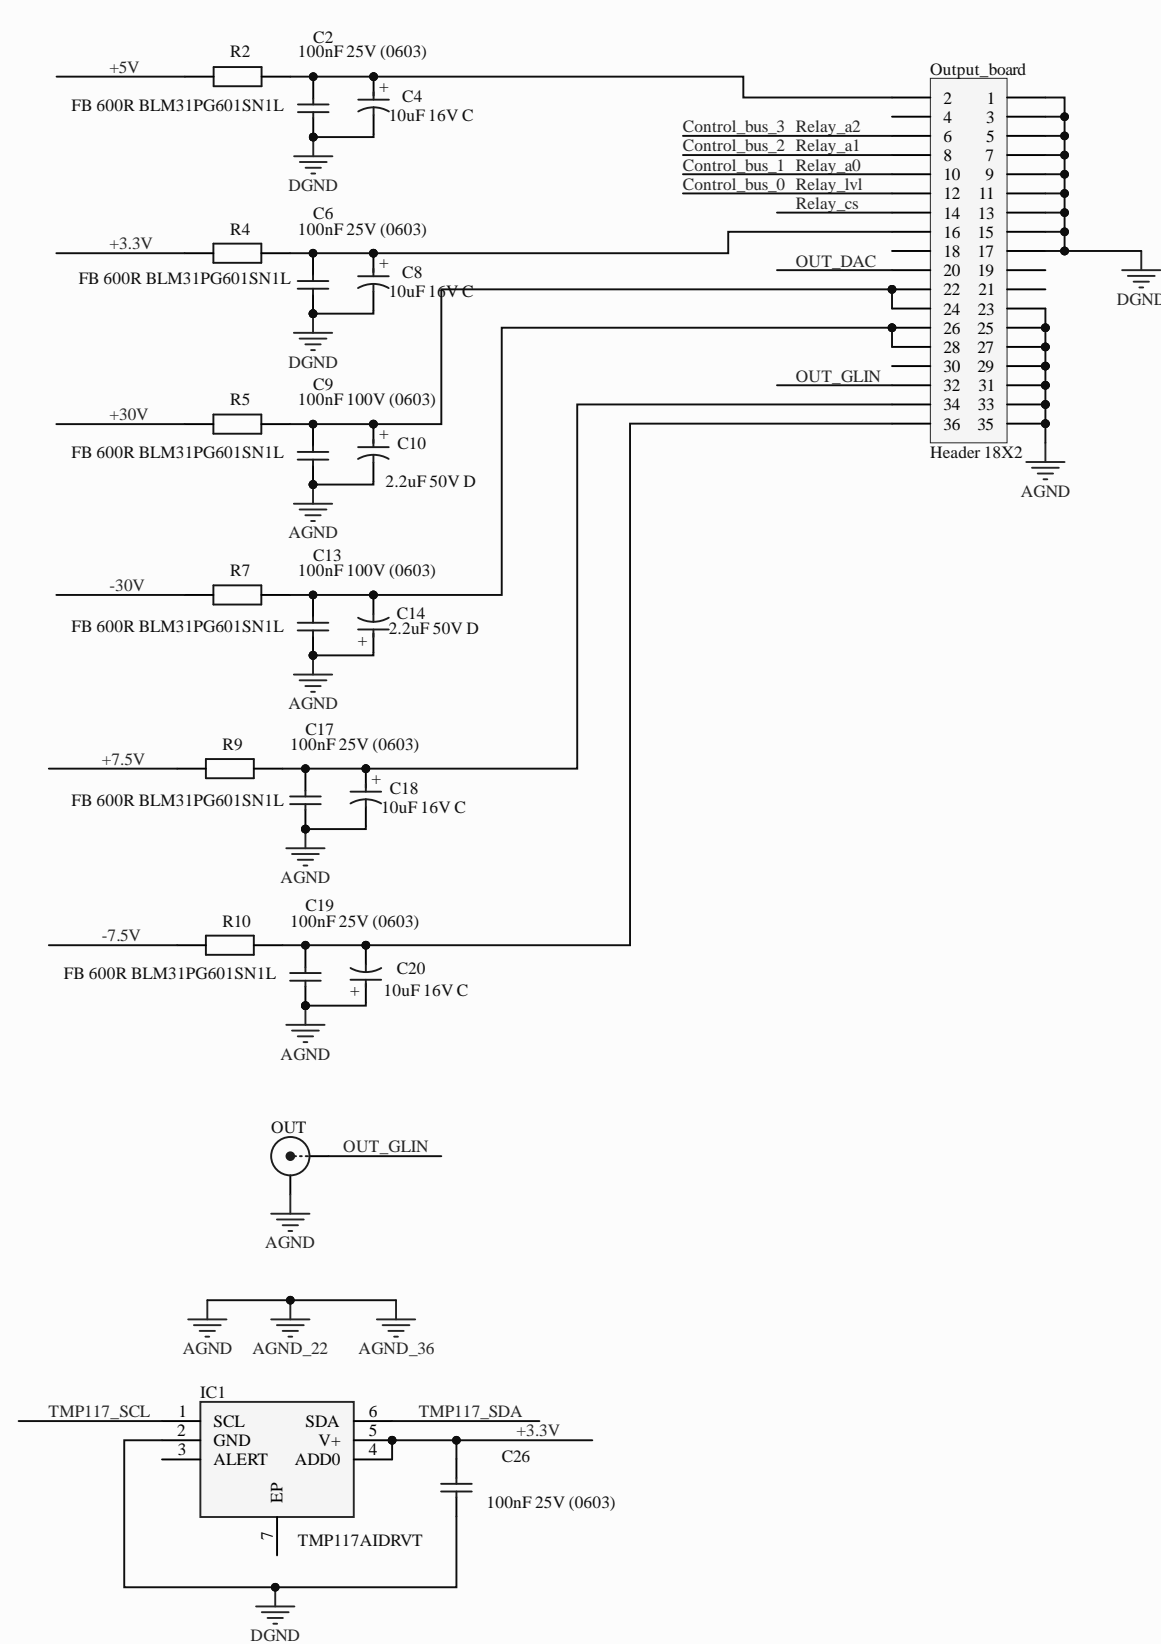 C2
100nF 25V (0603)
R2
+5V
FB 600R BLM31PG601SN1L
+
C4
10uF 16V C
DGND
C6
100nF 25V (0603)
R4
+3.3V
FB 600R BLM31PG601SN1L
+
C8
10uF 16V C
DGND
C9
100nF 100V (0603)
R5
+30V
FB 600R BLM31PG601SN1L
+
C10
2.2uF 50V D
AGND
C13
100nF 100V (0603)
R7
-30V
FB 600R BLM31PG601SN1L
C14
2.2uF 50V D
+
AGND
C17
100nF 25V (0603)
R9
+7.5V
FB 600R BLM31PG601SN1L
+
C18
10uF 16V C
AGND
C19
100nF 25V (0603)
R10
-7.5V
FB 600R BLM31PG601SN1L
C20
10uF 16V C
+
AGND
Output_board
2 1
4 3
Control_bus_3 Relay_a2 6 5
Control_bus_2 Relay_a1 8 7
Control_bus_1 Relay_a0 10 9
Control_bus_0 Relay_lvl 12 11
Relay_cs 14 13
16 15
18 17
OUT_DAC 20 19
22 21
24 23
26 25
28 27
30 29
OUT_GLIN 32 31
34 33
36 35
Header 18X2
DGND
AGND
OUT
OUT_GLIN
AGND
AGND AGND_22 AGND_36
IC1
TMP117_SCL 1 SCL SDA 6 TMP117_SDA
2 GND V+ 5 +3.3V
3 ALERT ADD0 4
C26
EP
100nF 25V (0603)
7
TMP117AIDRVT
DGND